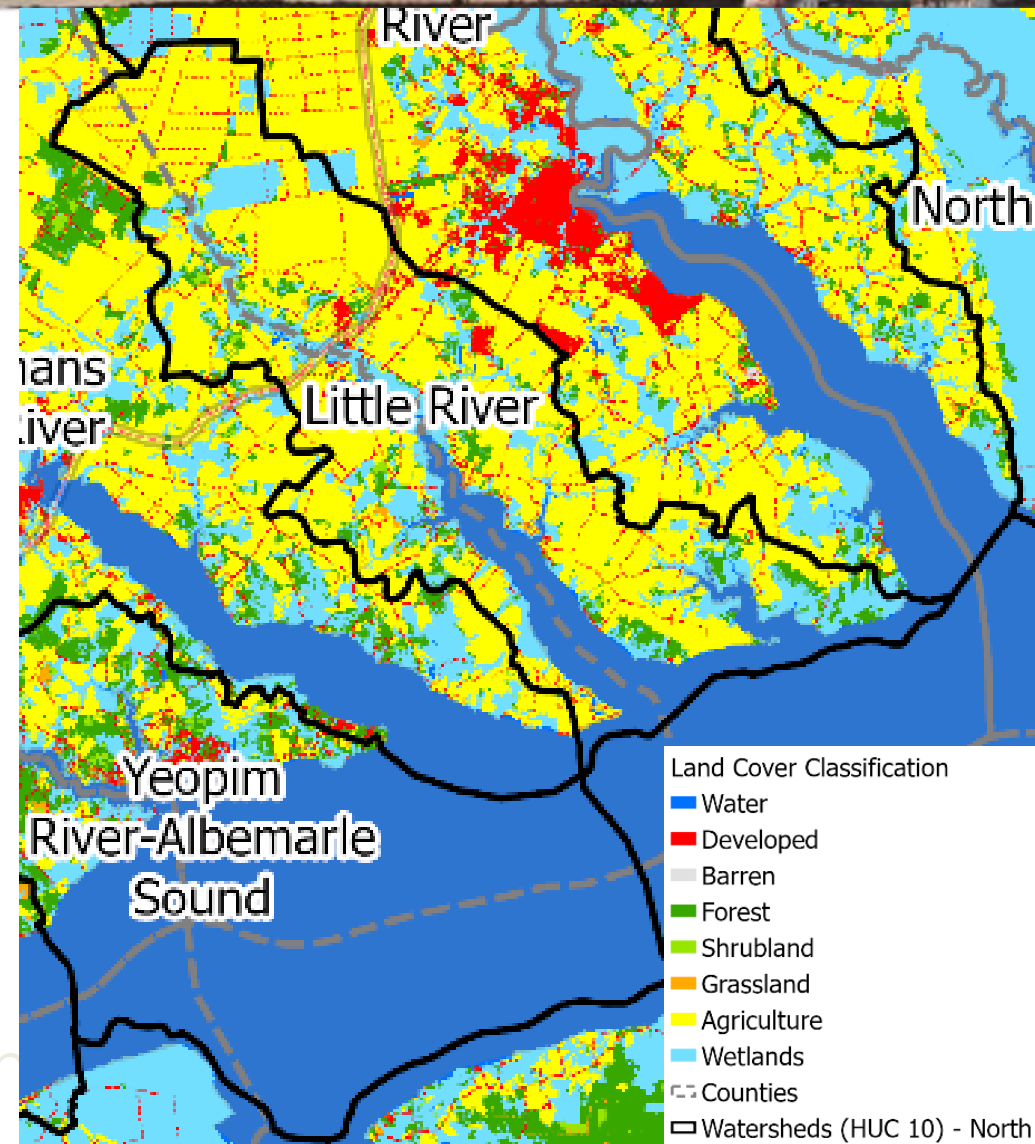 River
North
mans
River
Little River
Yeopim
River-Albemarle
Sound
Land Cover Classification
Water
Developed
Barren
Forest
Shrubland
Grassland
Agriculture
Wetlands
Counties
Watersheds (HUC 10) - North